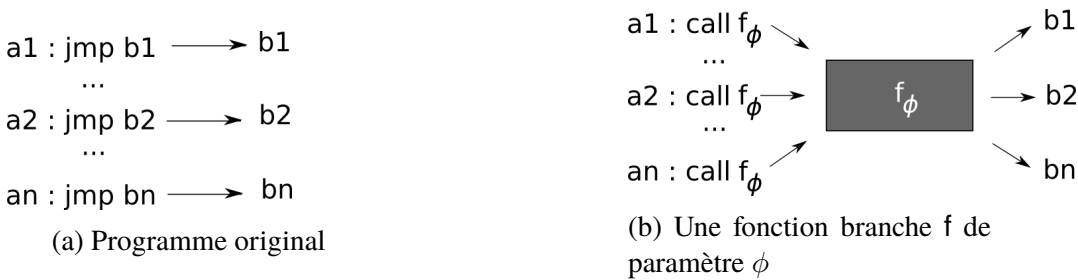 a1 : jmp b1 b1
...
a2 : jmp b2 b2
...
an : jmp bn bn
(a) Programme original
a1 : call fϕ b1
...
a2 : call fϕ fϕ b2
...
an : call fϕ bn
(b) Une fonction branche f de
paramètre ϕ